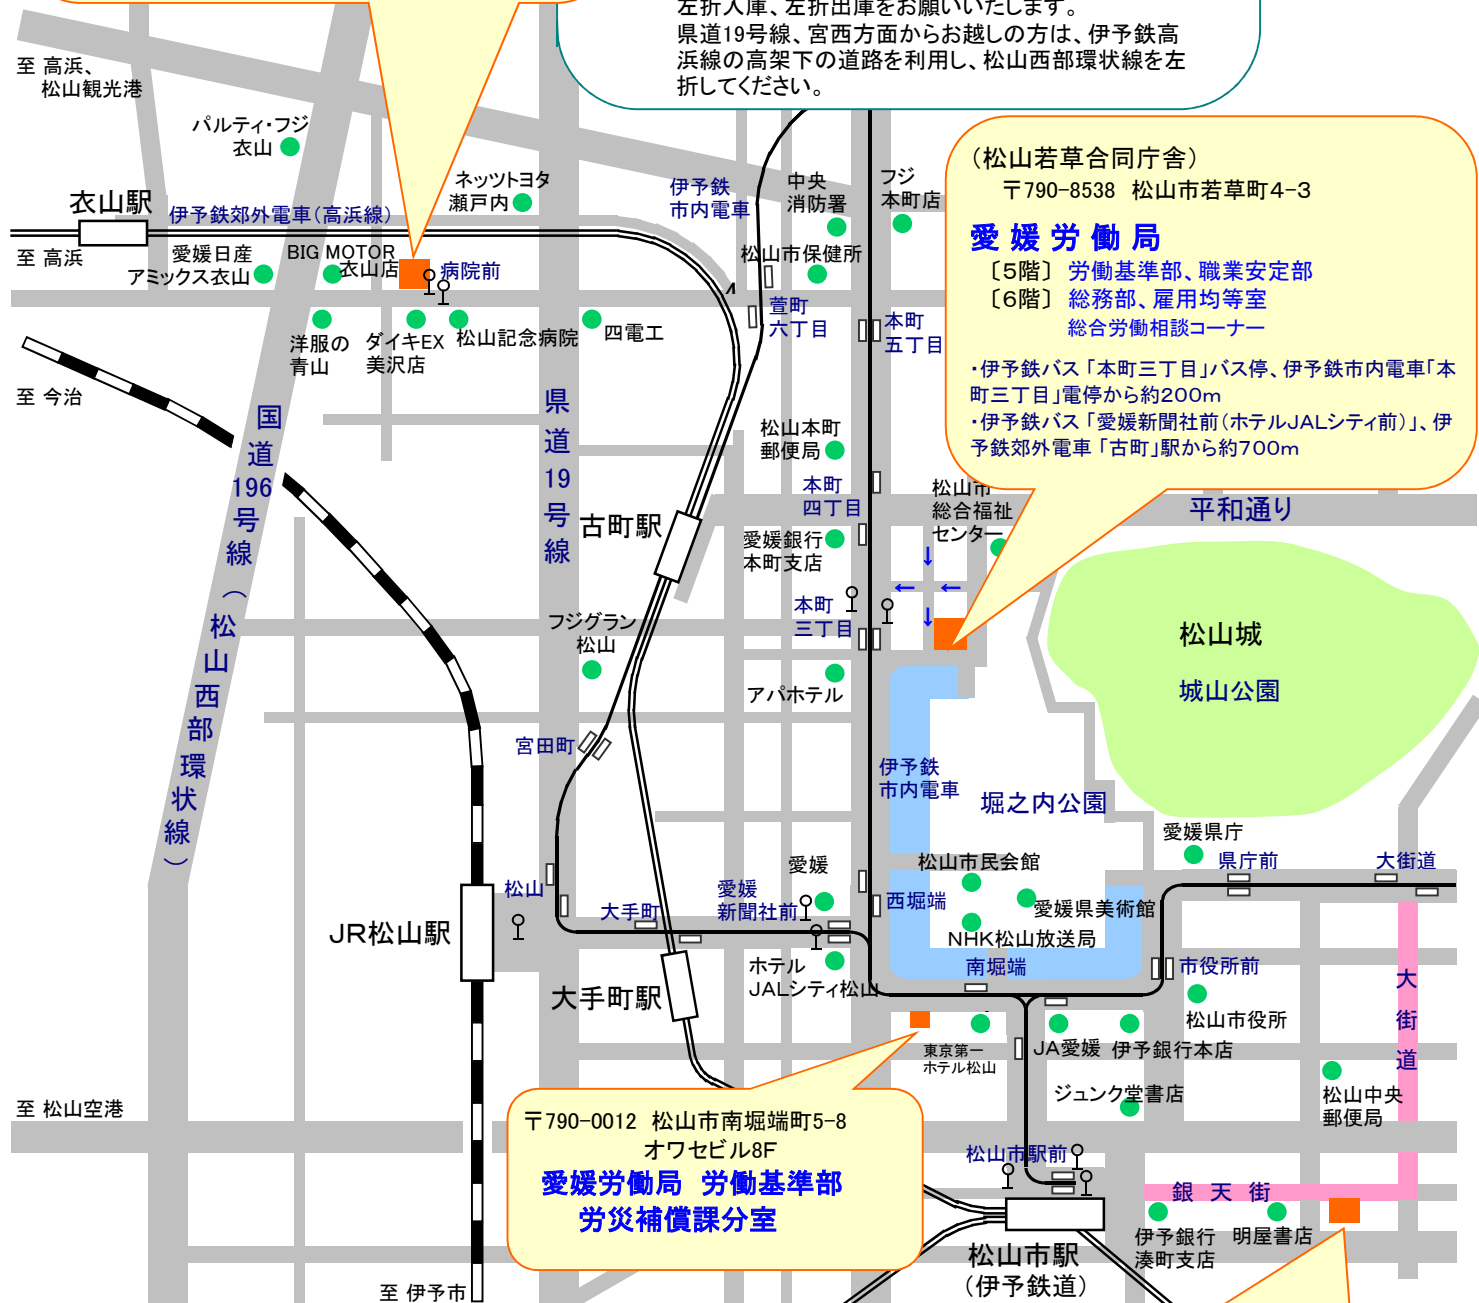 左折入庫、左折出庫をお願いいたします。
県道19号線、宮西方面からお越しの方は、伊予鉄高
浜線の高架下の道路を利用し、松山西部環状線を左
折してください。
至 高浜、
松山観光港
パルティ・フジ
衣山
衣山駅
伊予鉄郊外電車(高浜線)
至 高浜
愛媛日産
アミックス衣山
BIG MOTOR
衣山店
病院前
ネッツトヨタ
瀬戸内
伊予鉄
市内電車
中央
消防署
フジ
本町店
松山市保健所
洋服の
青山
ダイキEX
美沢店
松山記念病院
四電工
萱町
六丁目
本町
五丁目
(松山若草合同庁舎)
〒790-8538 松山市若草町4-3
愛媛労働局
〔5階〕 労働基準部、職業安定部
〔6階〕 総務部、雇用均等室
総合労働相談コーナー
・伊予鉄バス「本町三丁目」バス停、伊予鉄市内電車「本
町三丁目」電停から約200m
・伊予鉄バス「愛媛新聞社前(ホテルJALシティ前)」、伊
予鉄郊外電車「古町」駅から約700m
至 今治
国道196号線(松山西部環状線)
県道19号線
松山本町
郵便局
本町
四丁目
松山市
総合福祉
センター
平和通り
古町駅
愛媛銀行
本町支店
↓
← ←
↓
本町
三丁目
フジグラン
松山
アパホテル
松山城
城山公園
宮田町
伊予鉄
市内電車
堀之内公園
愛媛県庁
県庁前
大街道
松山市民会館
愛媛
愛媛
新聞社前
松山
大手町
西堀端
愛媛県美術館
NHK松山放送局
JR松山駅
ホテル
JALシティ松山
南堀端
市役所前
大手町駅
松山市役所
大街道
東京第一
ホテル松山
JA愛媛
伊予銀行本店
ジュンク堂書店
松山中央
郵便局
至 松山空港
〒790-0012 松山市南堀端町5-8
オワセビル8F
愛媛労働局 労働基準部
労災補償課分室
松山市駅前
銀天街
伊予銀行
湊町支店
明屋書店
松山市駅
(伊予鉄道)
至 伊予市